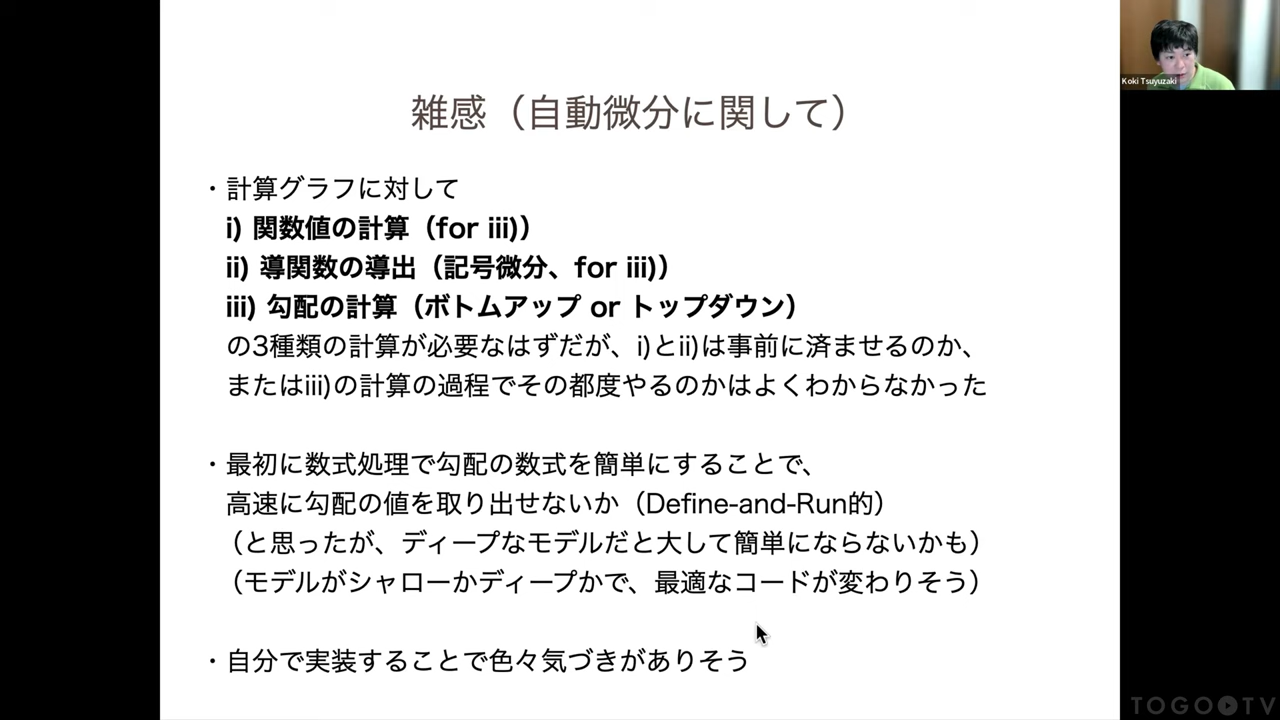 雑感（自動微分に関して）
・計算グラフに対して
i) 関数値の計算（for iii)）
ii) 導関数の導出（記号微分、for iii)）
iii) 勾配の計算（ボトムアップ or トップダウン）
の3種類の計算が必要なはずだが、i)とii)は事前に済ませるのか、
またはiii)の計算の過程でその都度やるのかはよくわからなかった
・最初に数式処理で勾配の数式を簡単にすることで、
高速に勾配の値を取り出せないか（Define-and-Run的）
（と思ったが、ディープなモデルだと大して簡単にならないかも）
（モデルがシャローかディープかで、最適なコードが変わりそう）
・自分で実装することで色々気づきがありそう
Koki Tsuyuzaki
TOGOTV